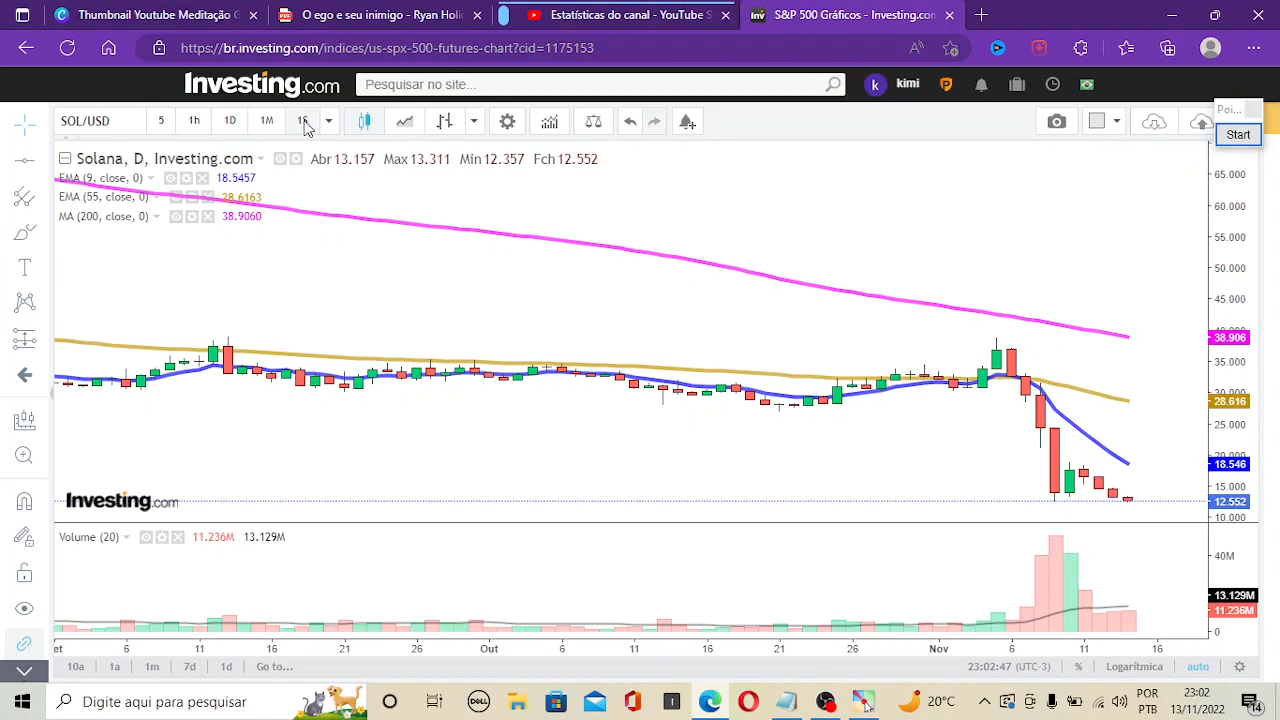 Youtube Thumbnail Meditação G
O ego e seu inimigo - Ryan Holid
Estatísticas do canal - YouTube S
S&P 500 Gráficos - Investing.com
https://br.investing.com/indices/us-spx-500-futures-chart?cid=1175153
Investing.com
Pesquisar no site...
k
kimi
SOL/USD
5
1h
1D
1M
Poi...
Start
Solana, D, Investing.com
Abr 13.157
Max 13.311
Min 12.357
Fch 12.552
EMA (9, close, 0)
18.5457
EMA (55, close, 0)
28.6163
MA (200, close, 0)
38.9060
65.000
60.000
55.000
50.000
45.000
38.906
35.000
30.000
28.616
25.000
18.546
15.000
12.552
10.000
Investing.com
Volume (20)
11.236M
13.129M
40M
13.129M
11.236M
0
et
6
11
16
21
26
Out
6
11
16
21
26
Nov
6
11
16
10a
1a
1m
7d
1d
Go to...
23:02:47 (UTC-3)
%
Logarítmica
auto
Digite aqui para pesquisar
DELL
20°C
POR
PTB
23:02
13/11/2022
14